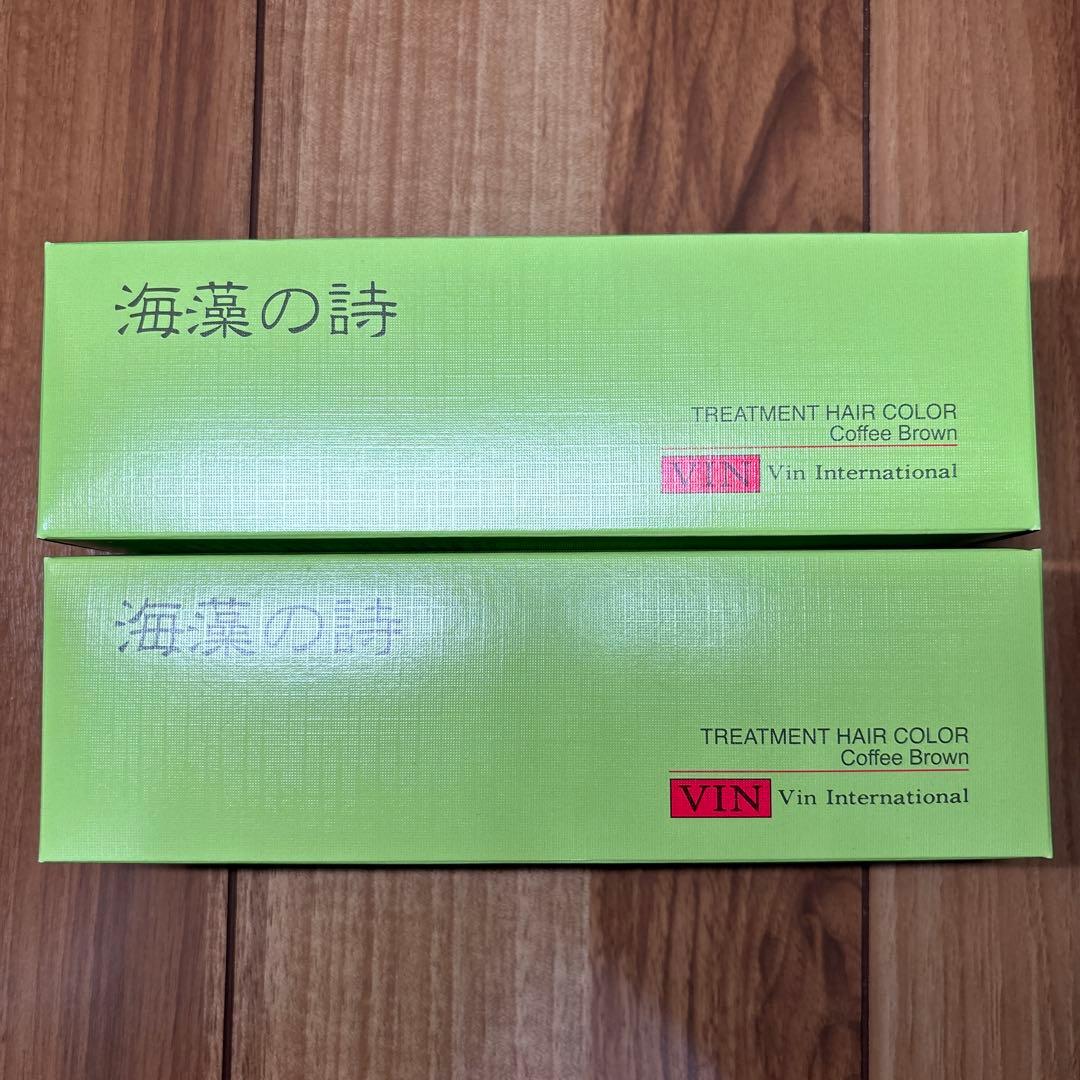 海藻の詩
TREATMENT HAIR COLOR
Coffee Brown
VIN Vin International
海藻の詩
TREATMENT HAIR COLOR
Coffee Brown
VIN Vin International